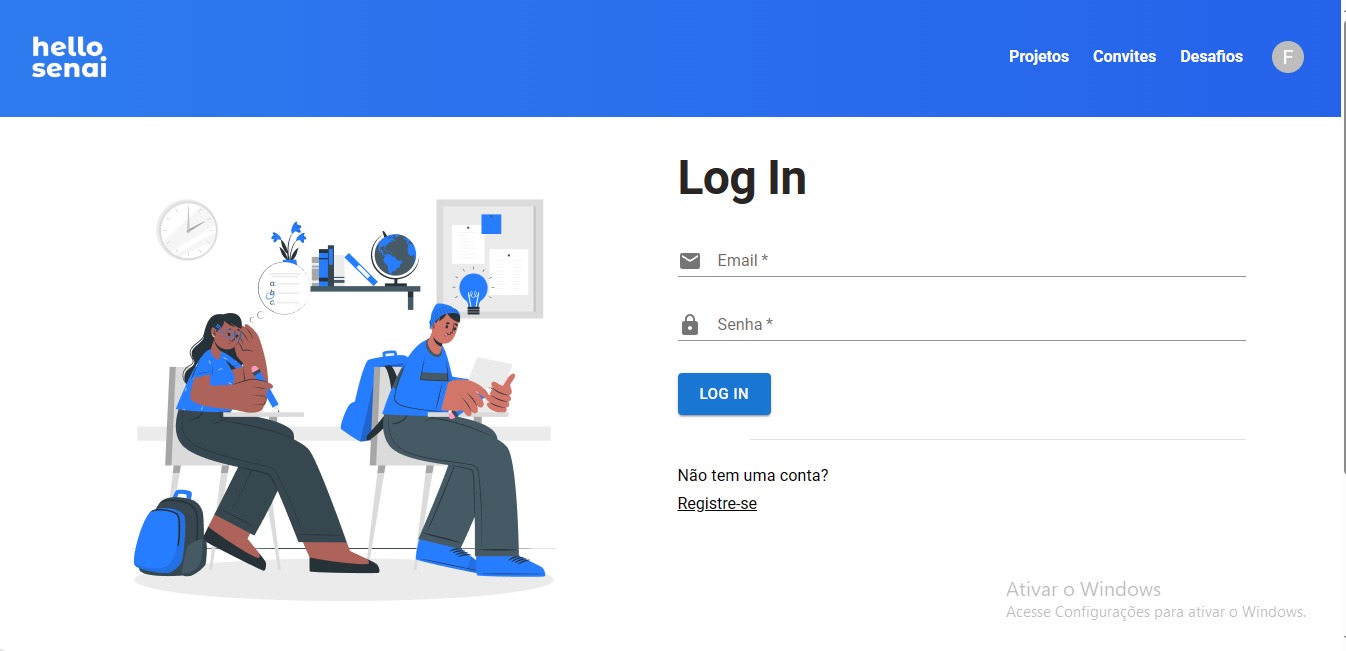 hello
senai
Projetos Convites Desafios F
Log In
Email *
Senha *
LOG IN
Não tem uma conta?
Registre-se
a.
b.
c.
Ativar o Windows
Acesse Configurações para ativar o Windows.